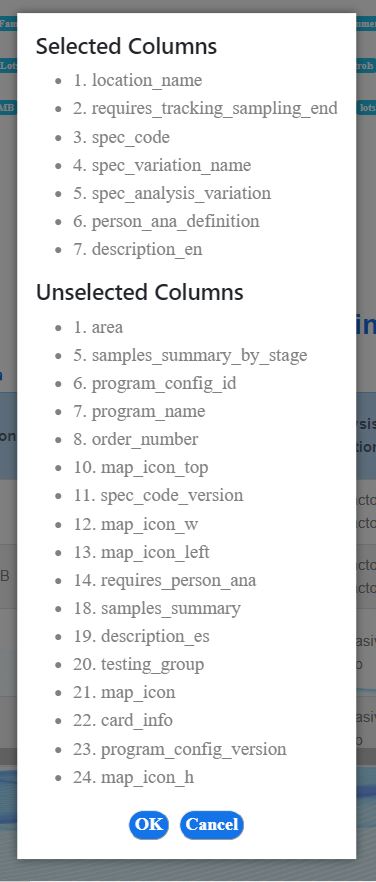 Selected Columns
1. location_name
2. requires_tracking_sampling_end
3. spec_code
4. spec_variation_name
5. spec_analysis_variation
6. person_ana_definition
7. description_en
Unselected Columns
1. area
5. samples_summary_by_stage
6. program_config_id
7. program_name
8. order_number
10. map_icon_top
11. spec_code_version
12. map_icon_w
13. map_icon_left
14. requires_person_ana
18. samples_summary
19. description_es
20. testing_group
21. map_icon
22. card_info
23. program_config_version
24. map_icon_h
OK Cancel